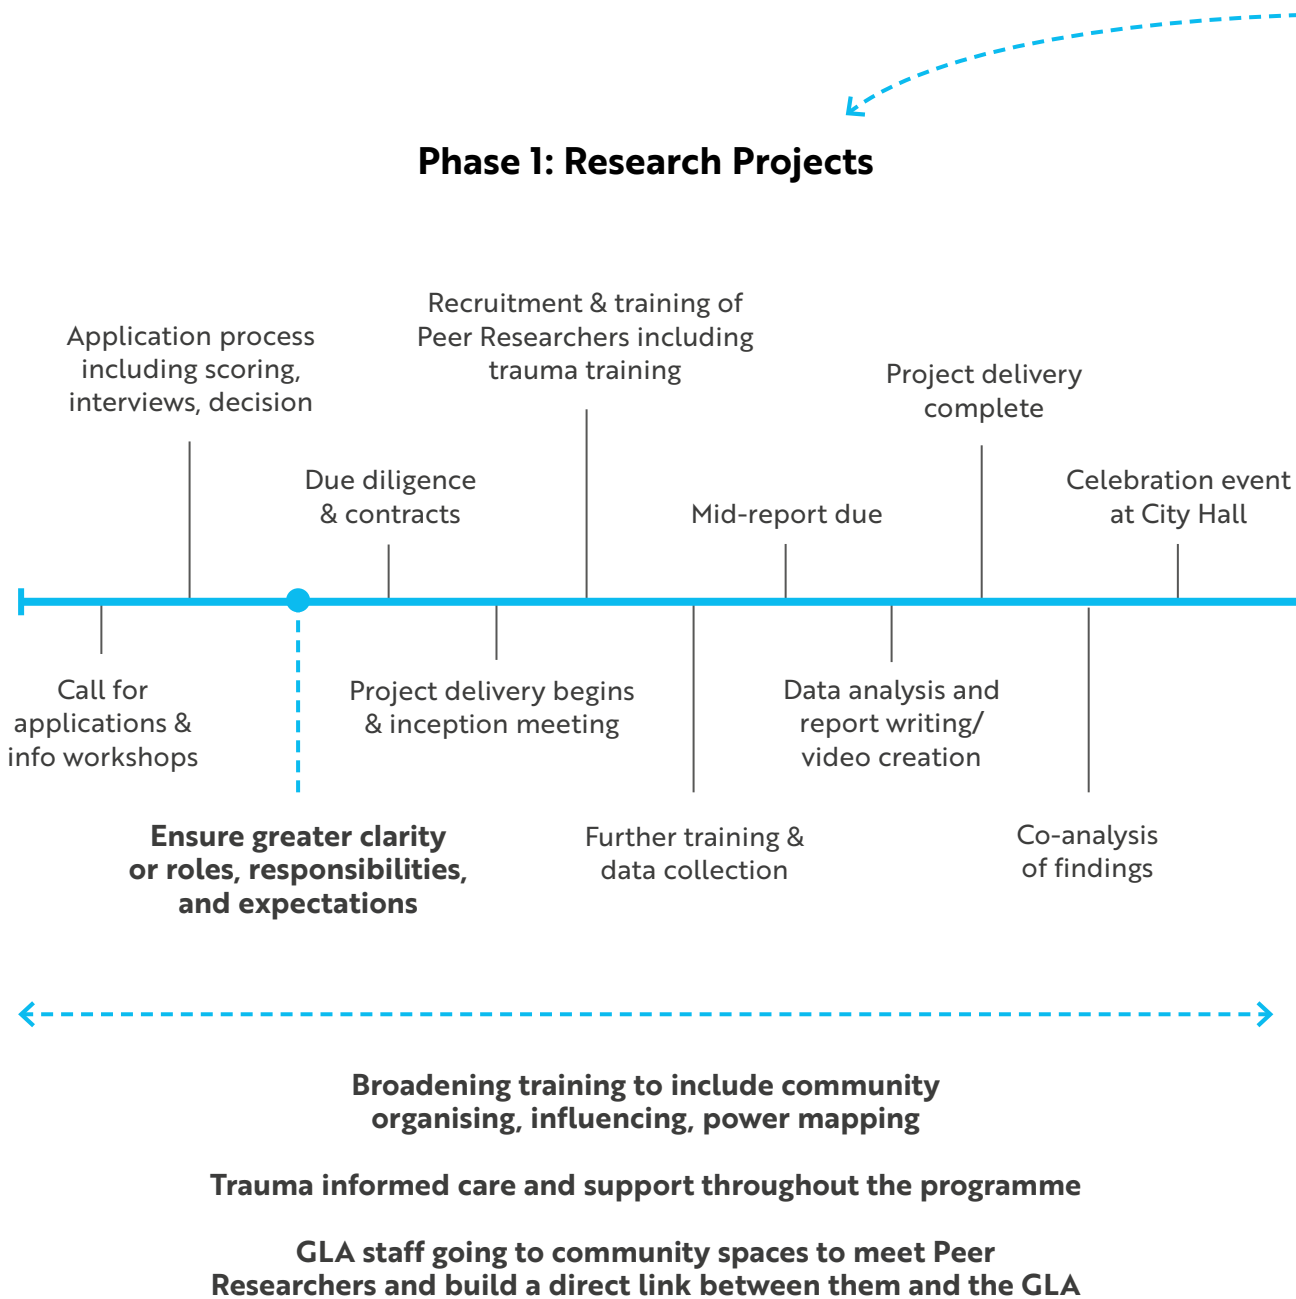 Phase 1: Research Projects
Application process
including scoring,
interviews, decision
Recruitment & training of
Peer Researchers including
trauma training
Project delivery
complete
Due diligence
& contracts
Mid-report due
Celebration event
at City Hall
Call for
applications &
info workshops
Project delivery begins
& inception meeting
Data analysis and
report writing/
video creation
Ensure greater clarity
or roles, responsibilities,
and expectations
Further training &
data collection
Co-analysis
of findings
Broadening training to include community
organising, influencing, power mapping
Trauma informed care and support throughout the programme
GLA staff going to community spaces to meet Peer
Researchers and build a direct link between them and the GLA